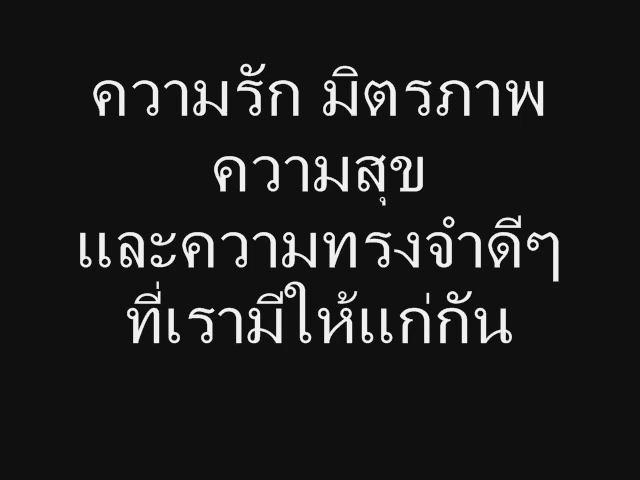 ความรัก มิตรภาพ
ความสุข
และความทรงจำดีๆ
ที่เรามีให้แก่กัน